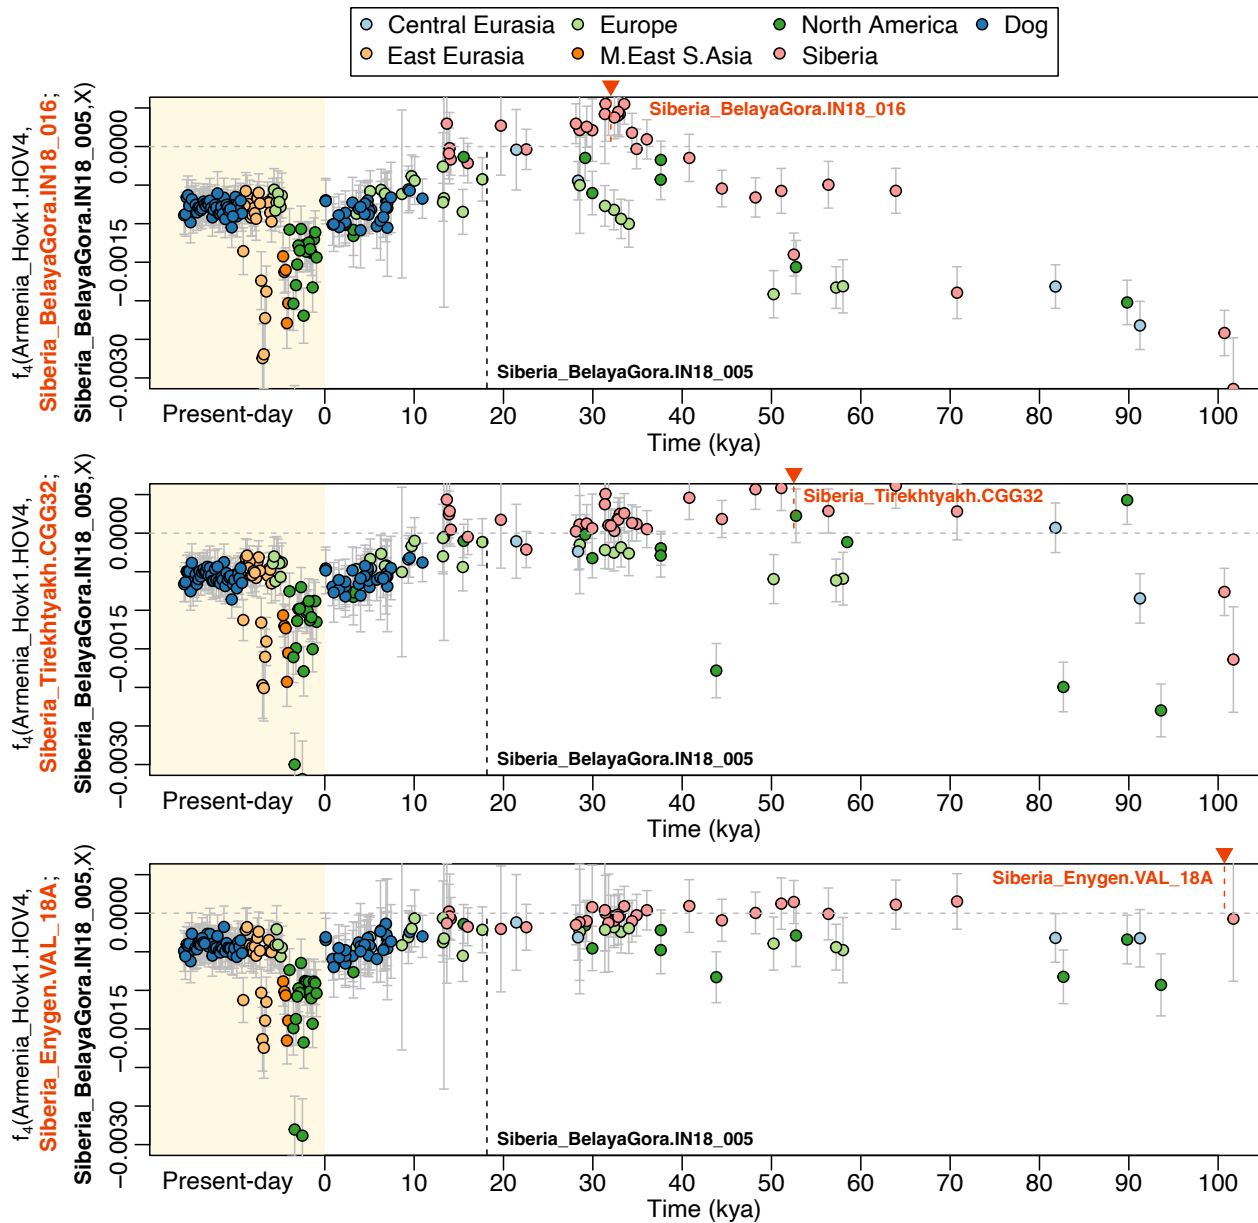 Central Eurasia Europe North America Dog
East Eurasia M.East S.Asia Siberia
f4(Armenia_Hovk1.HOV4,
Siberia_BelayaGora.IN18_016;
Siberia_BelayaGora.IN18_005,X)
0.0000
−0.0015
−0.0030
Siberia_BelayaGora.IN18_016
Siberia_BelayaGora.IN18_005
Present-day 0 10 20 30 40 50 60 70 80 90 100
Time (kya)
f4(Armenia_Hovk1.HOV4,
Siberia_Tirekhtyakh.CGG32;
Siberia_BelayaGora.IN18_005,X)
0.0000
−0.0015
−0.0030
Siberia_Tirekhtyakh.CGG32
Siberia_BelayaGora.IN18_005
Present-day 0 10 20 30 40 50 60 70 80 90 100
Time (kya)
f4(Armenia_Hovk1.HOV4,
Siberia_Enygen.VAL_18A;
Siberia_BelayaGora.IN18_005,X)
0.0000
−0.0015
−0.0030
Siberia_Enygen.VAL_18A
Siberia_BelayaGora.IN18_005
Present-day 0 10 20 30 40 50 60 70 80 90 100
Time (kya)